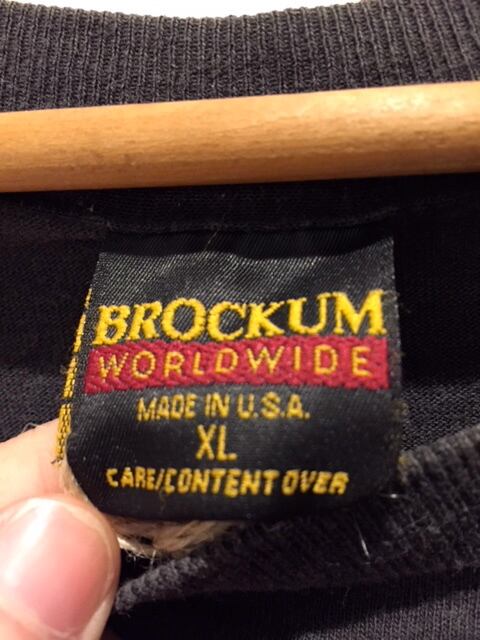 BROCKUM
WORLDWIDE
MADE IN U.S.A.
XL
CARE/CONTENT OVER